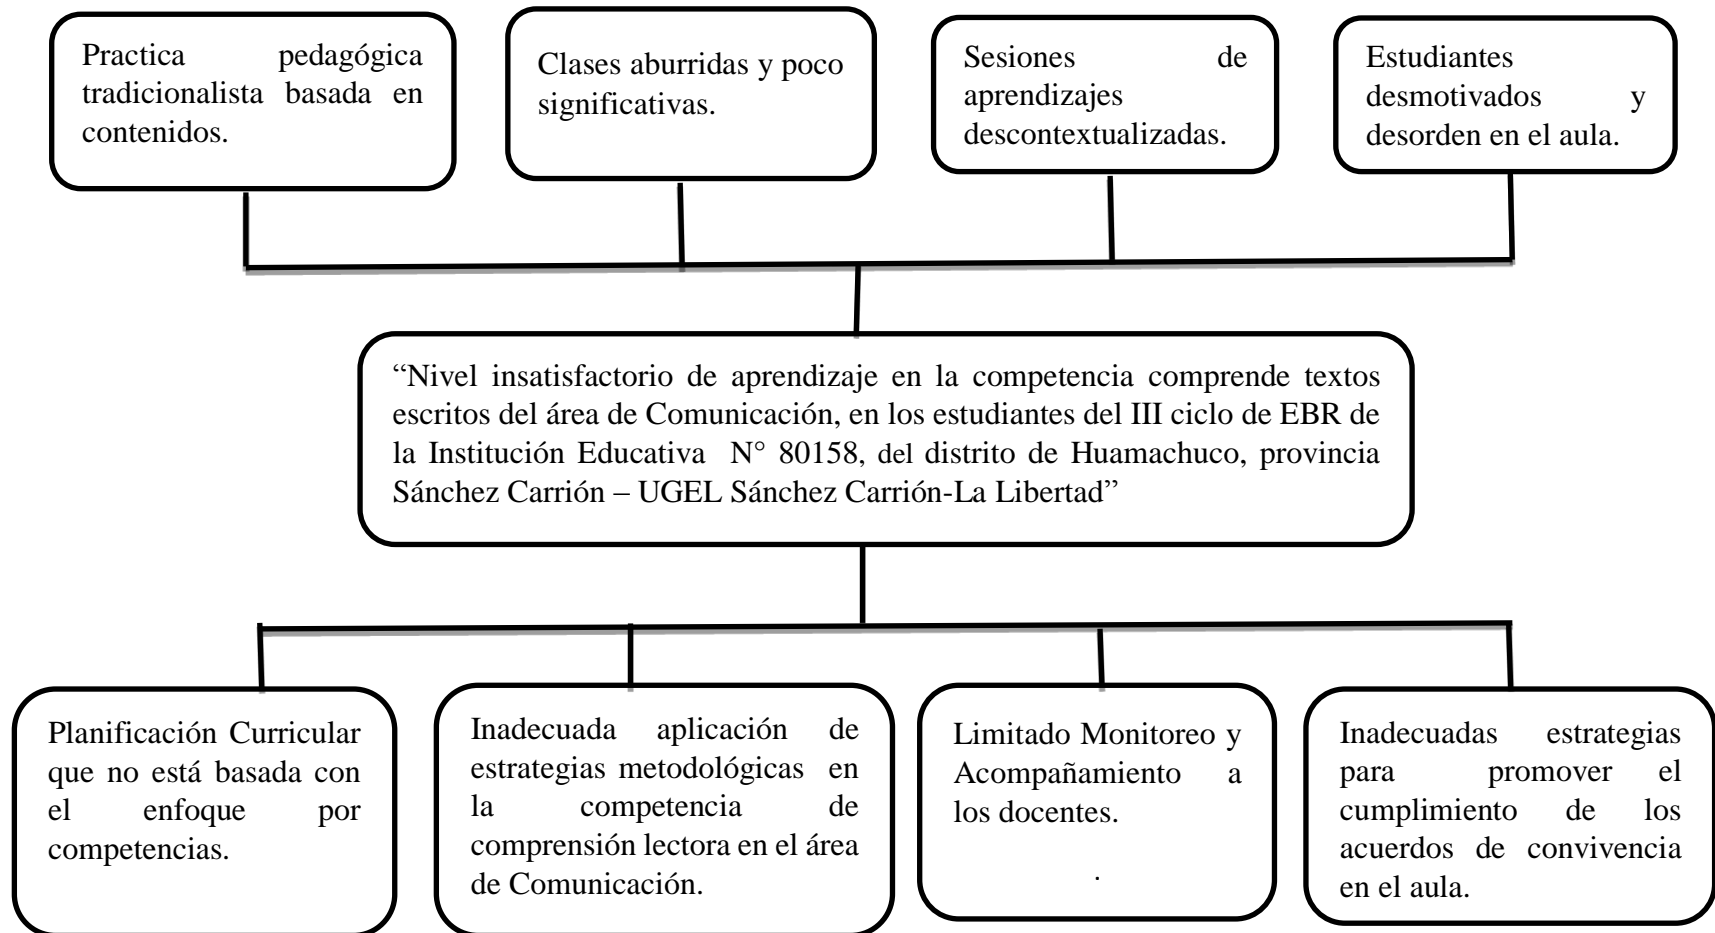 Practica pedagógica
tradicionalista basada en
contenidos.
Clases aburridas y poco
significativas.
Sesiones de
aprendizajes
descontextualizadas.
Estudiantes
desmotivados y
desorden en el aula.
“Nivel insatisfactorio de aprendizaje en la competencia comprende textos
escritos del área de Comunicación, en los estudiantes del III ciclo de EBR de
la Institución Educativa N° 80158, del distrito de Huamachuco, provincia
Sánchez Carrión – UGEL Sánchez Carrión-La Libertad”
Planificación Curricular
que no está basada con
el enfoque por
competencias.
Inadecuada aplicación de
estrategias metodológicas en
la competencia de
comprensión lectora en el área
de Comunicación.
Limitado Monitoreo y
Acompañamiento a
los docentes.
.
Inadecuadas estrategias
para promover el
cumplimiento de los
acuerdos de convivencia
en el aula.